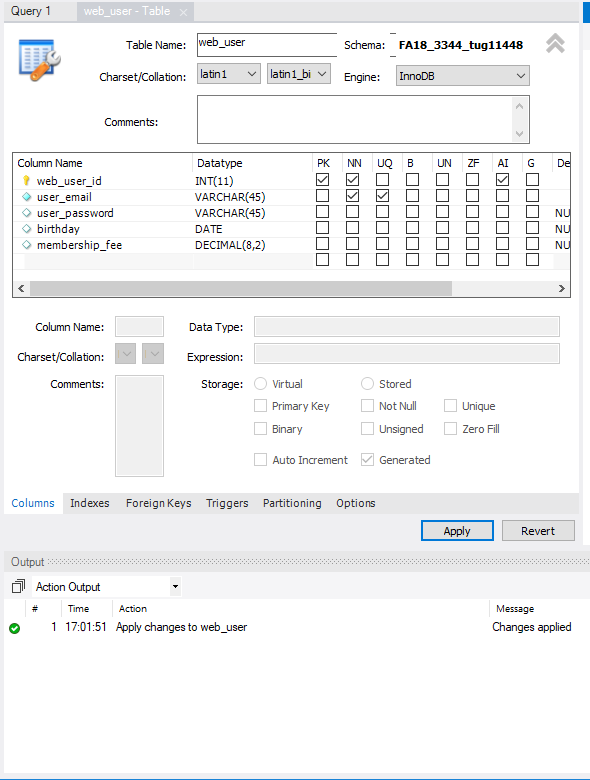 Query 1
web_user - Table
Table Name: web_user Schema: FA18_3344_tug11448
Charset/Collation: latin1 latin1_bi Engine: InnoDB
Comments:
Column Name Datatype PK NN UQ B UN ZF AI G De
web_user_id INT(11)
user_email VARCHAR(45)
user_password VARCHAR(45) NU
birthday DATE NU
membership_fee DECIMAL(8,2) NU
Column Name: Data Type:
Charset/Collation: Expression:
Comments: Storage: Virtual Stored
Primary Key Not Null Unique
Binary Unsigned Zero Fill
Auto Increment Generated
Columns Indexes Foreign Keys Triggers Partitioning Options
Apply Revert
Output
Action Output
# Time Action Message
1 17:01:51 Apply changes to web_user Changes applied